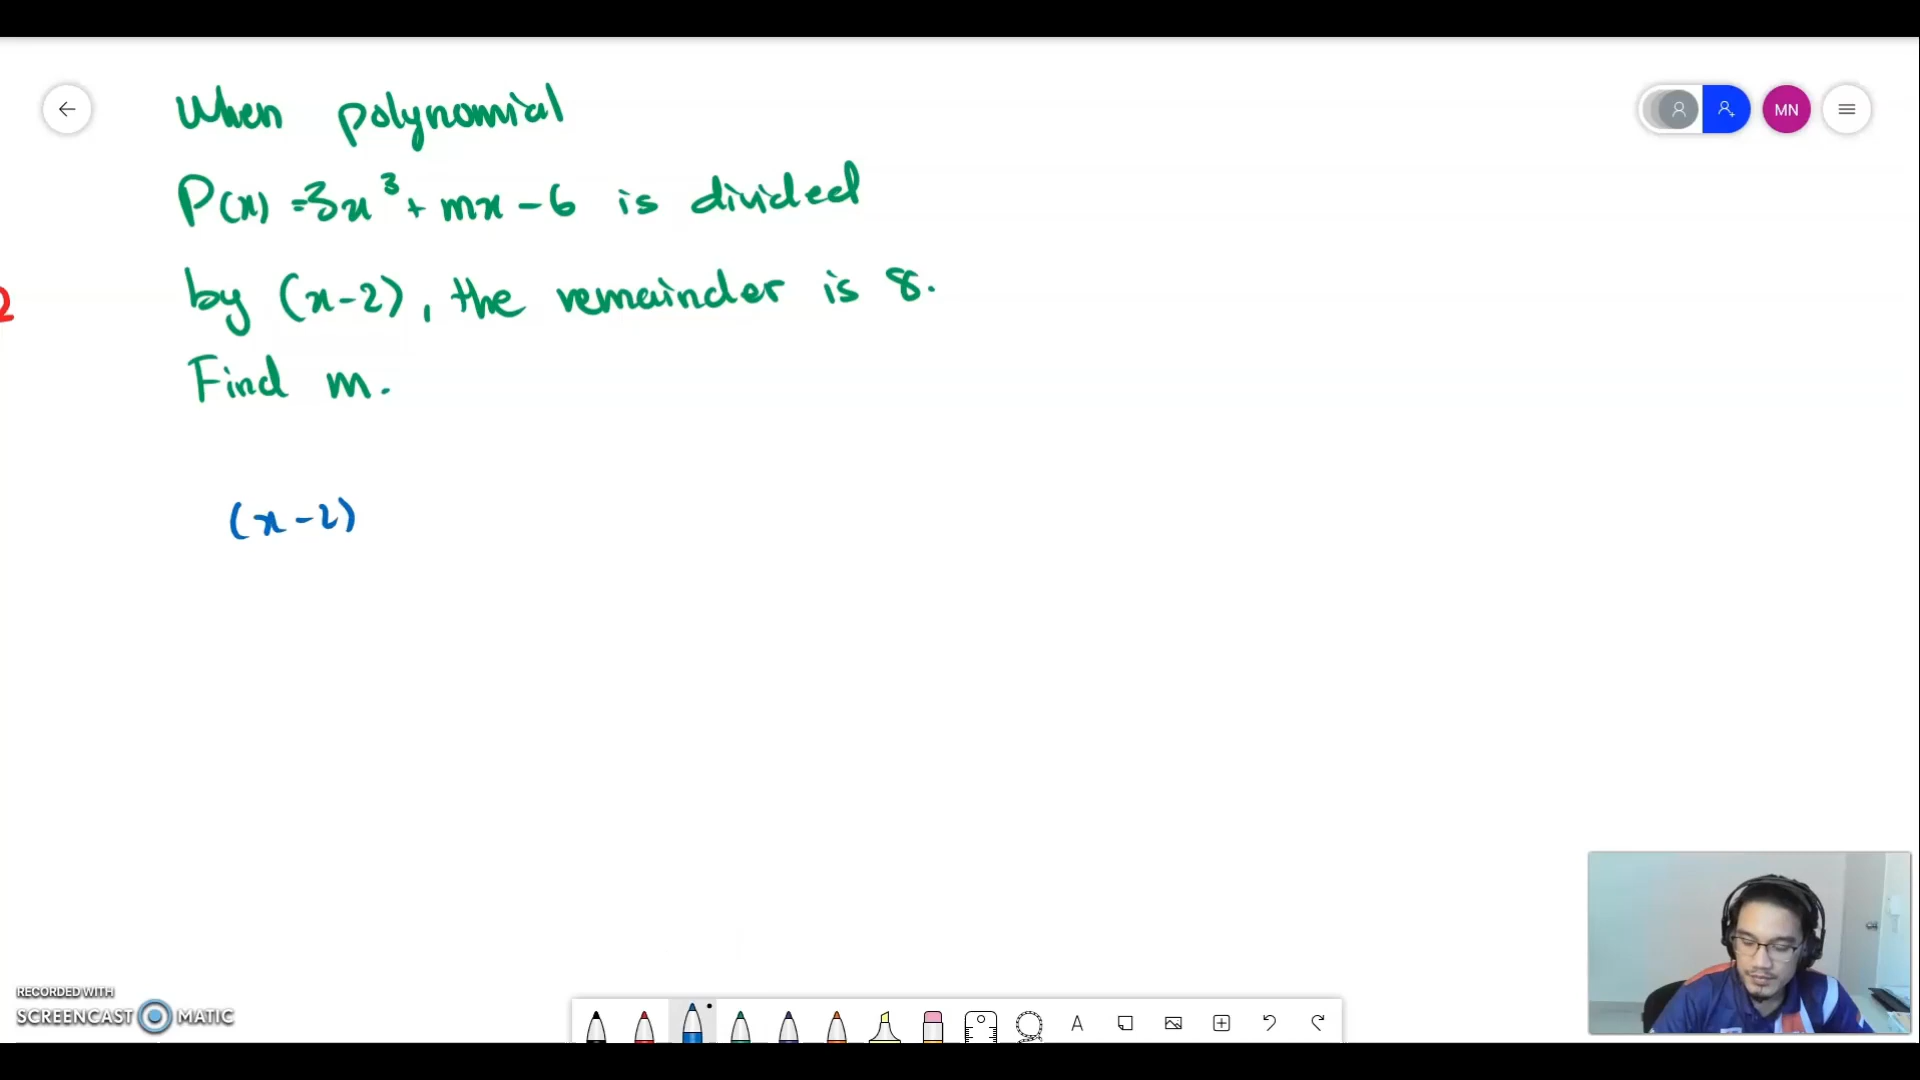 When polynomial
MN
P(x) = 3x³ + mx - 6 is divided
by (x-2), the remainder is 8.
2
Find m.
(x-2)
RECORDED WITH
SCREENCAST MATIC
A